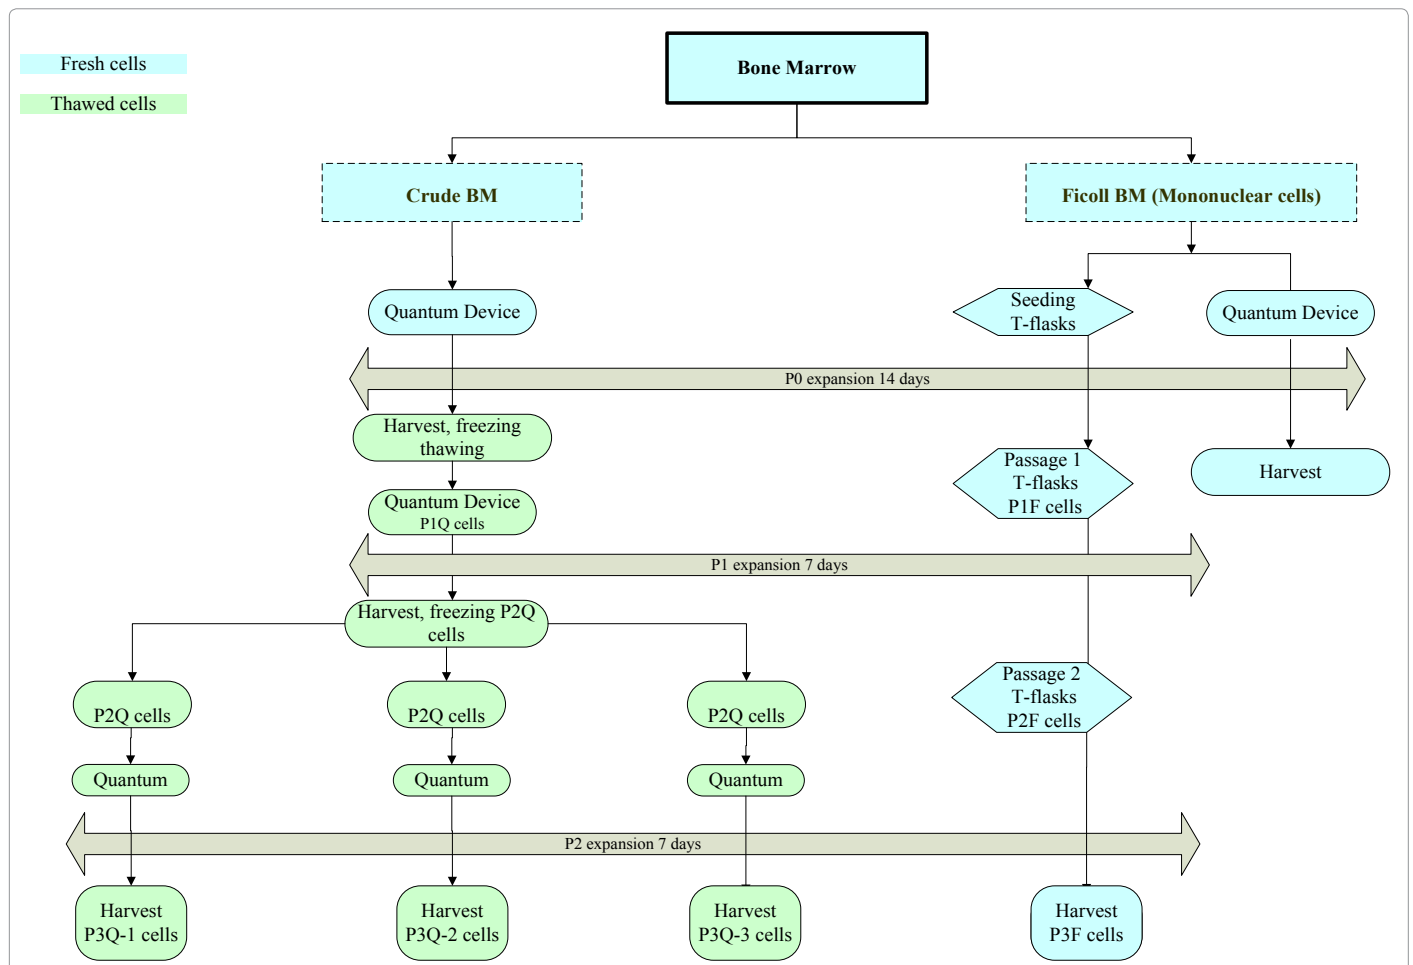 Fresh cells
Thawed cells
Bone Marrow
Crude BM
Ficoll BM (Mononuclear cells)
Quantum Device
Seeding
T-flasks
Quantum Device
P0 expansion 14 days
Harvest, freezing
thawing
Passage 1
T-flasks
P1F cells
Harvest
Quantum Device
P1Q cells
P1 expansion 7 days
Harvest, freezing P2Q
cells
P2Q cells
P2Q cells
P2Q cells
Passage 2
T-flasks
P2F cells
Quantum
Quantum
Quantum
P2 expansion 7 days
Harvest
P3Q-1 cells
Harvest
P3Q-2 cells
Harvest
P3Q-3 cells
Harvest
P3F cells